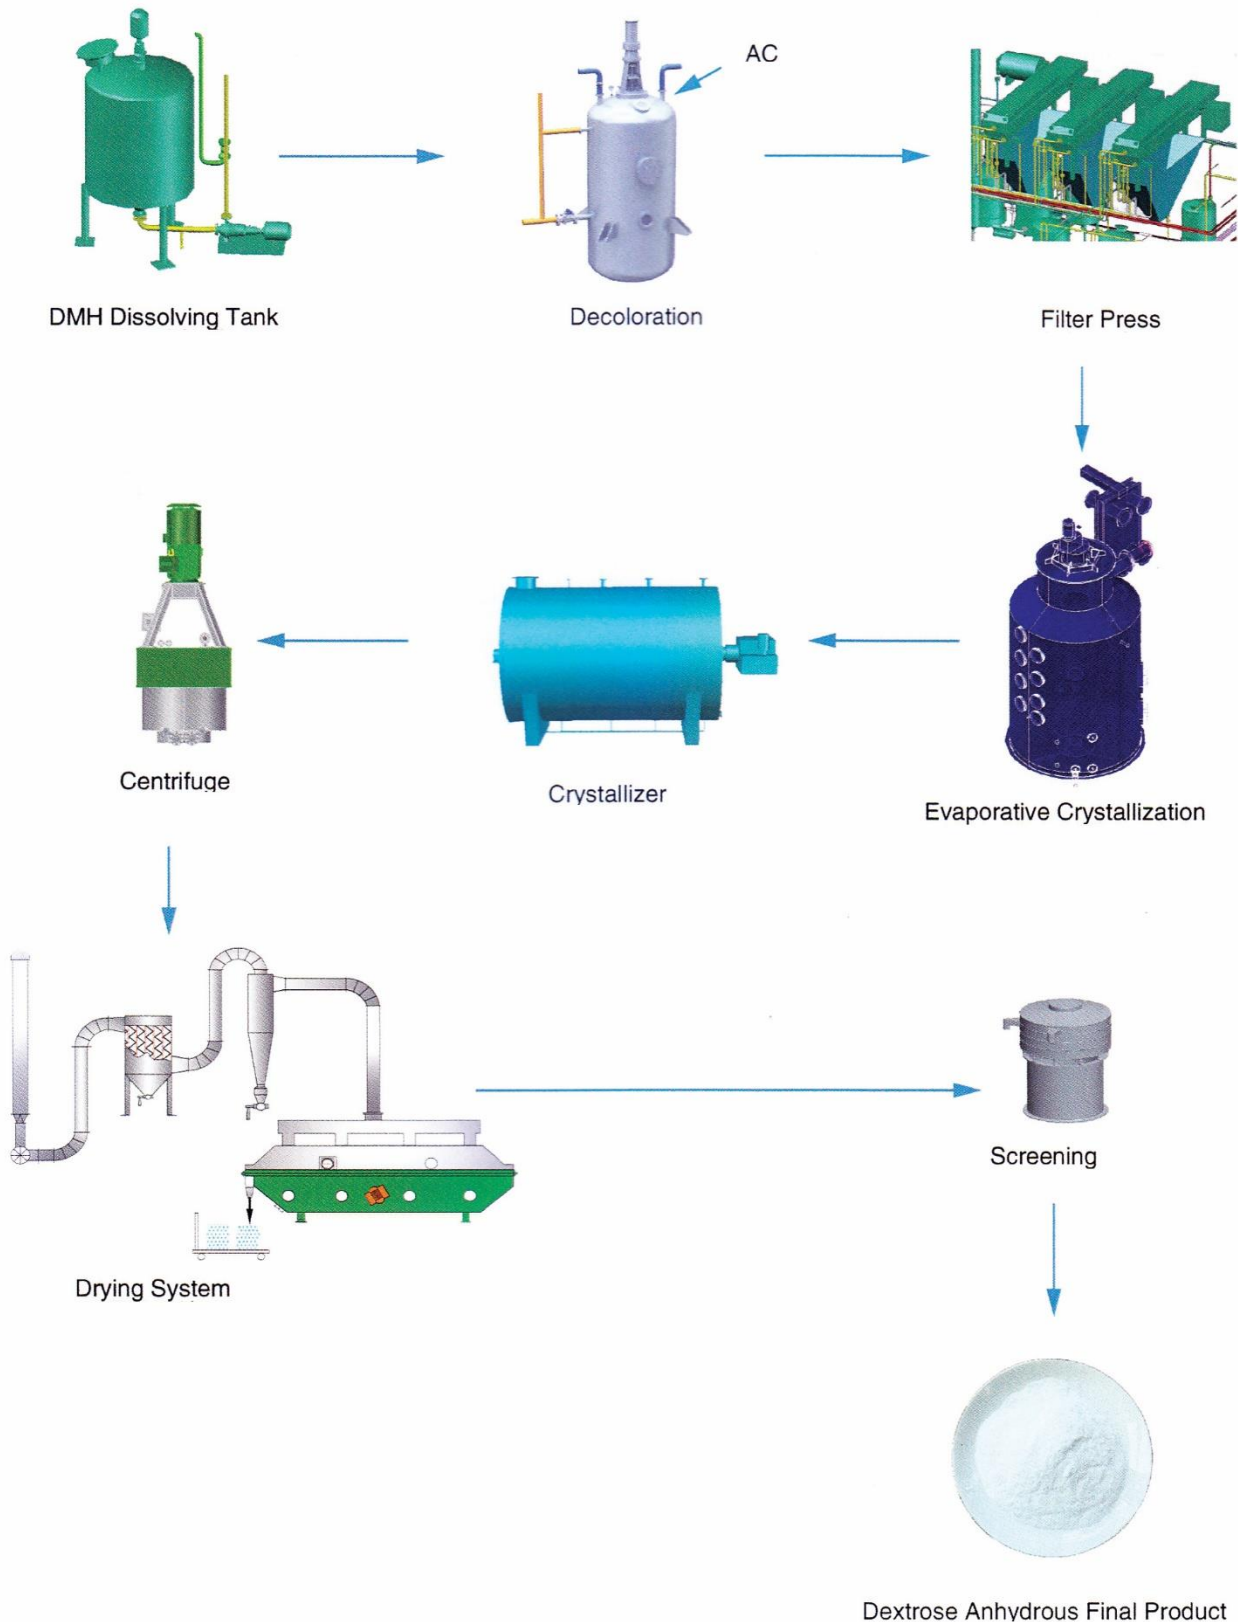 AC
DMH Dissolving Tank
Decoloration
Filter Press
Centrifuge
Crystallizer
Evaporative Crystallization
Screening
Drying System
Dextrose Anhydrous Final Product